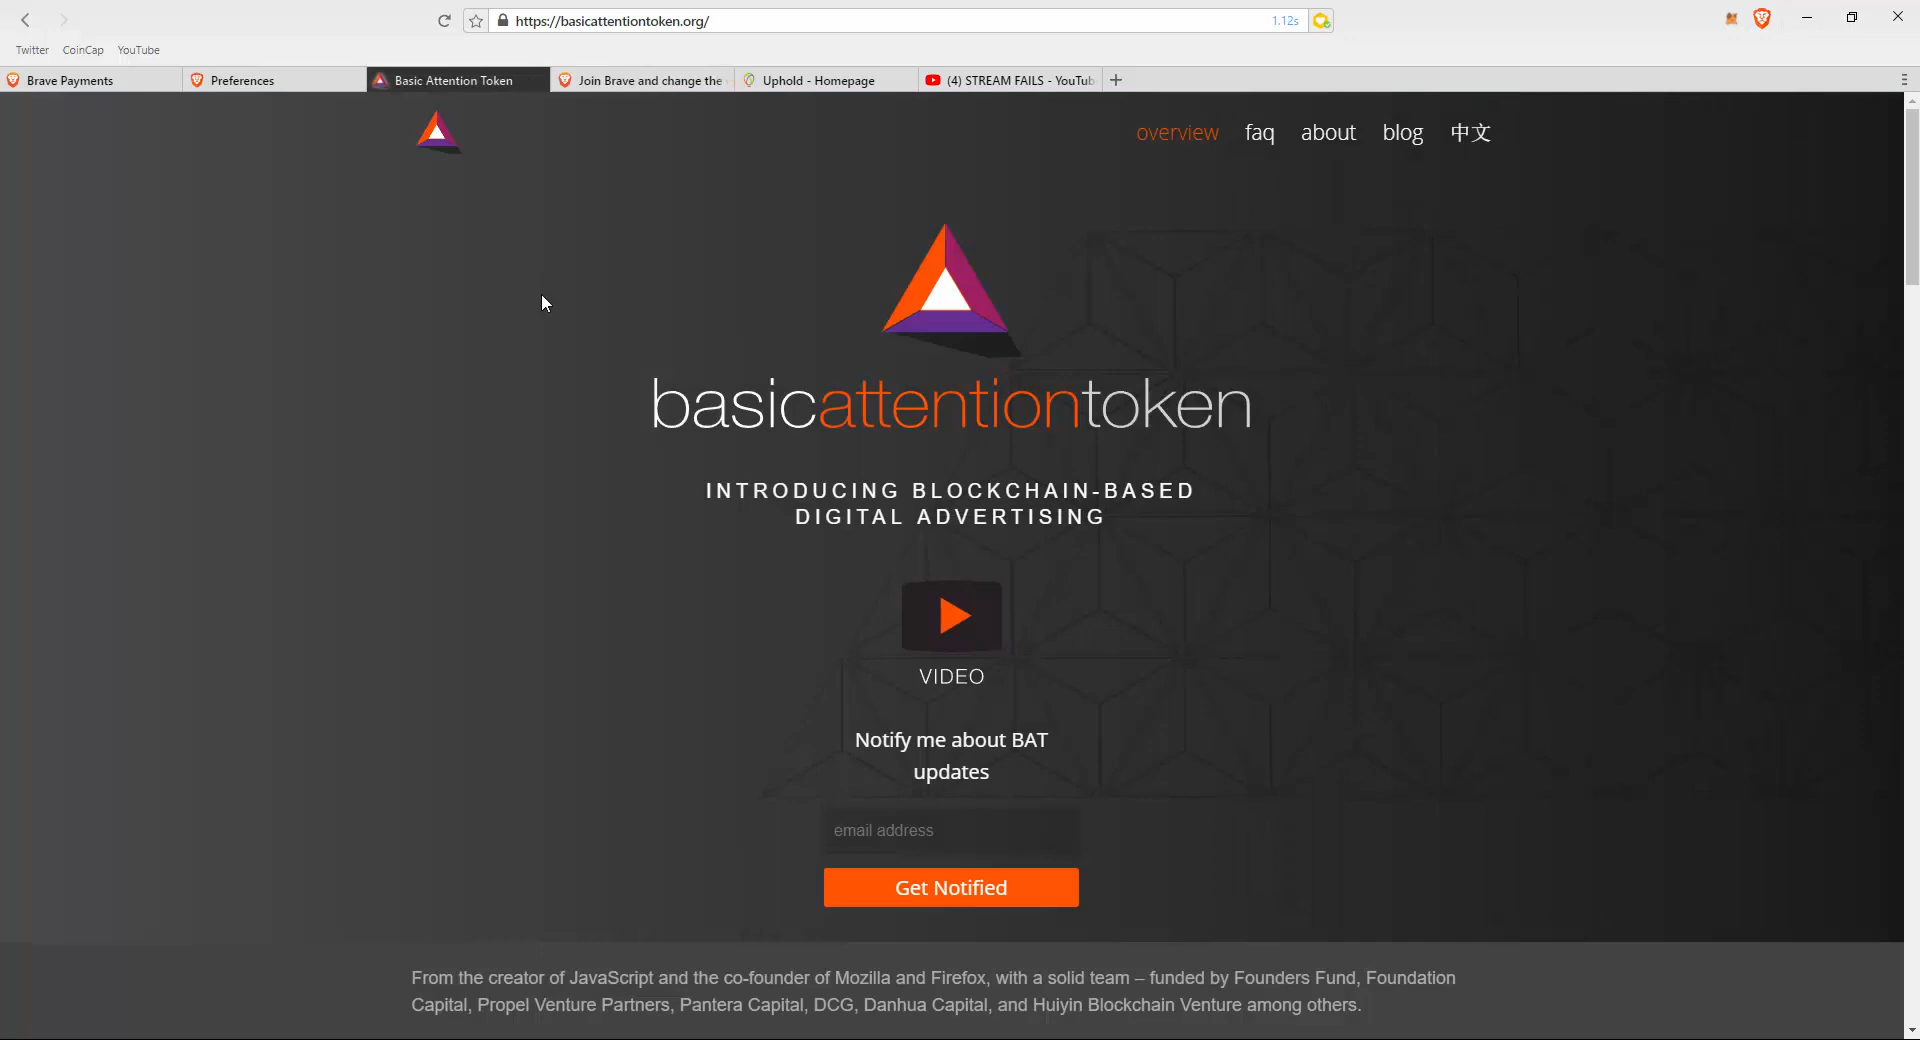 https://basicattentiontoken.org/
1.12s
Twitter CoinCap YouTube
Brave Payments
Preferences
Basic Attention Token
Join Brave and change the
Uphold - Homepage
(4) STREAM FAILS - YouTub
overview faq about blog 中文
basicattentiontoken
INTRODUCING BLOCKCHAIN-BASED
DIGITAL ADVERTISING
VIDEO
Notify me about BAT
updates
email address
Get Notified
From the creator of JavaScript and the co-founder of Mozilla and Firefox, with a solid team – funded by Founders Fund, Foundation
Capital, Propel Venture Partners, Pantera Capital, DCG, Danhua Capital, and Huiyin Blockchain Venture among others.